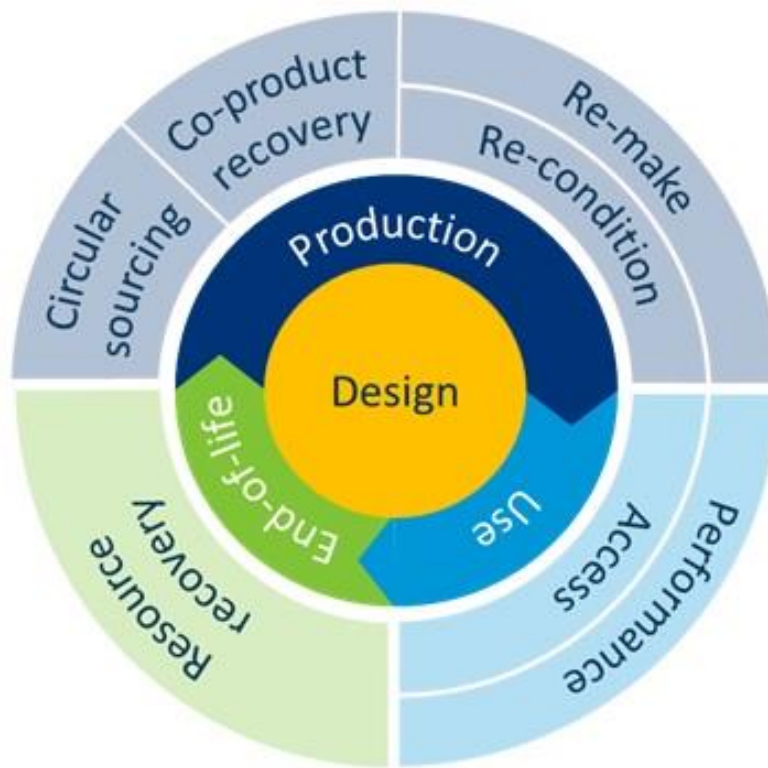 Co-product
recovery
Re-make
Re-condition
Circular
sourcing
Production
Design
End-of-life
Use
Resource
recovery
Access
Performance